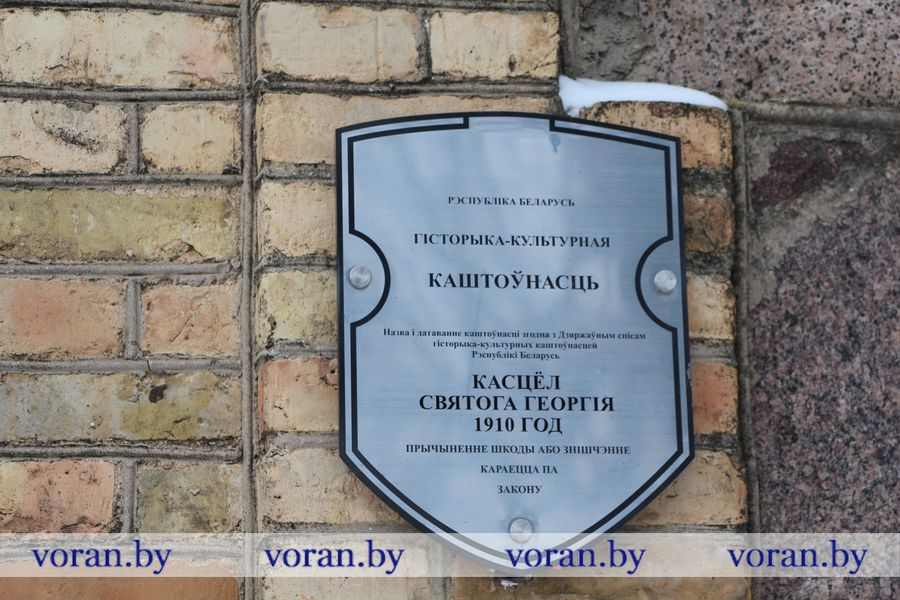 РЭСПУБЛІКА БЕЛАРУСЬ
ГІСТОРЫКА-КУЛЬТУРНАЯ
КАШТОЎНАСЦЬ
Назва і датаванне каштоўнасці згодна з Дзяржаўным спісам
гісторыка-культурных каштоўнасцей
Рэспублікі Беларусь
КАСЦЁЛ
СВЯТОГА ГЕОРГІЯ
1910 ГОД
ПРЫЧЫНЕННЕ ШКОДЫ АБО ЗНІШЧЭННЕ
КАРАЕЦЦА ПА
ЗАКОНУ
voran.by voran.by voran.by voran.by